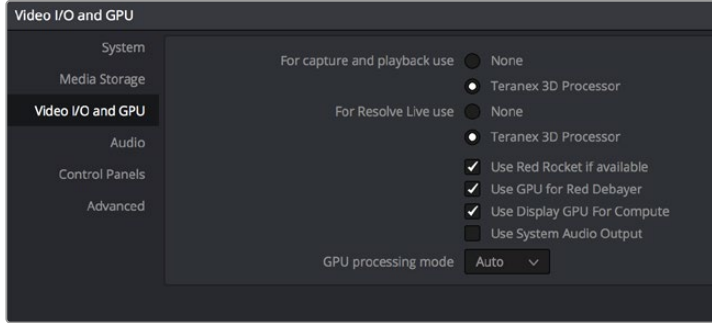 Video I/O and GPU
System
Media Storage
Video I/O and GPU
Audio
Control Panels
Advanced
For capture and playback use
None
Teranex 3D Processor
For Resolve Live use
None
Teranex 3D Processor
Use Red Rocket if available
Use GPU for Red Debayer
Use Display GPU For Compute
Use System Audio Output
GPU processing mode
Auto